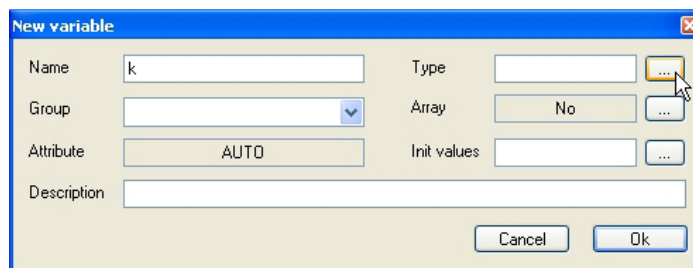 New variable
Name k Type ...
Group Array No ...
Attribute AUTO Init values ...
Description
Cancel Ok